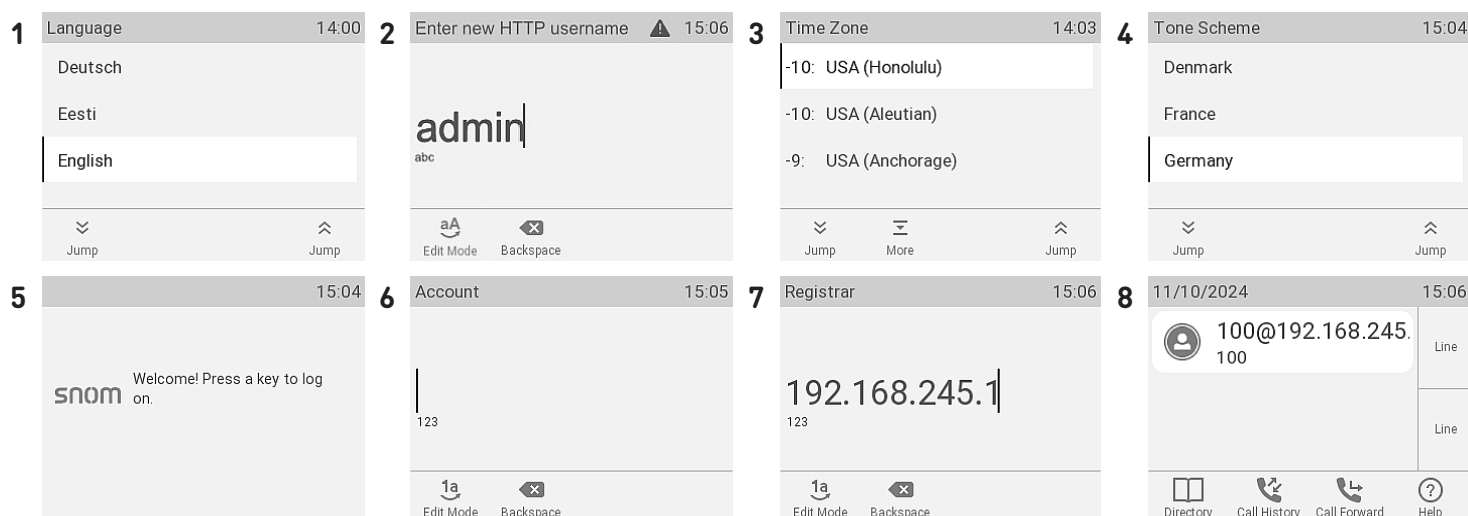 1
Language 14:00
Deutsch
Eesti
English
Jump Jump
2
Enter new HTTP username 15:06
admin
abc
aA
Edit Mode Backspace
3
Time Zone 14:03
-10: USA (Honolulu)
-10: USA (Aleutian)
-9: USA (Anchorage)
Jump More Jump
4
Tone Scheme 15:04
Denmark
France
Germany
Jump Jump
5
15:04
snom
Welcome! Press a key to log
on.
6
Account 15:05
123
1a
Edit Mode Backspace
7
Registrar 15:06
192.168.245.1
123
1a
Edit Mode Backspace
8
11/10/2024 15:06
100@192.168.245.
100
Line
Line
?
Directory Call History Call Forward Help